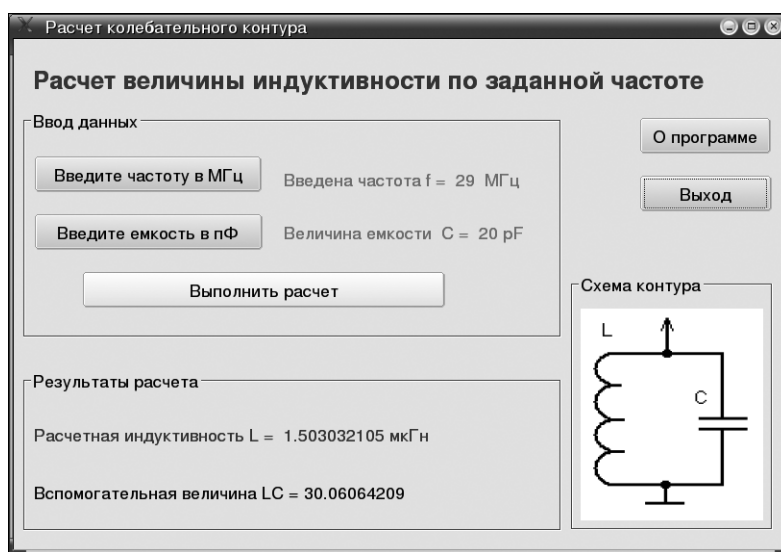 Расчет колебательного контура
Расчет величины индуктивности по заданной частоте
Ввод данных
Введите частоту в МГц
Введена частота f = 29 МГц
Введите емкость в пФ
Величина емкости C = 20 pF
Выполнить расчет
О программе
Выход
Результаты расчета
Расчетная индуктивность L = 1.503032105 мкГн
Вспомогательная величина LC = 30.06064209
Схема контура
L
C